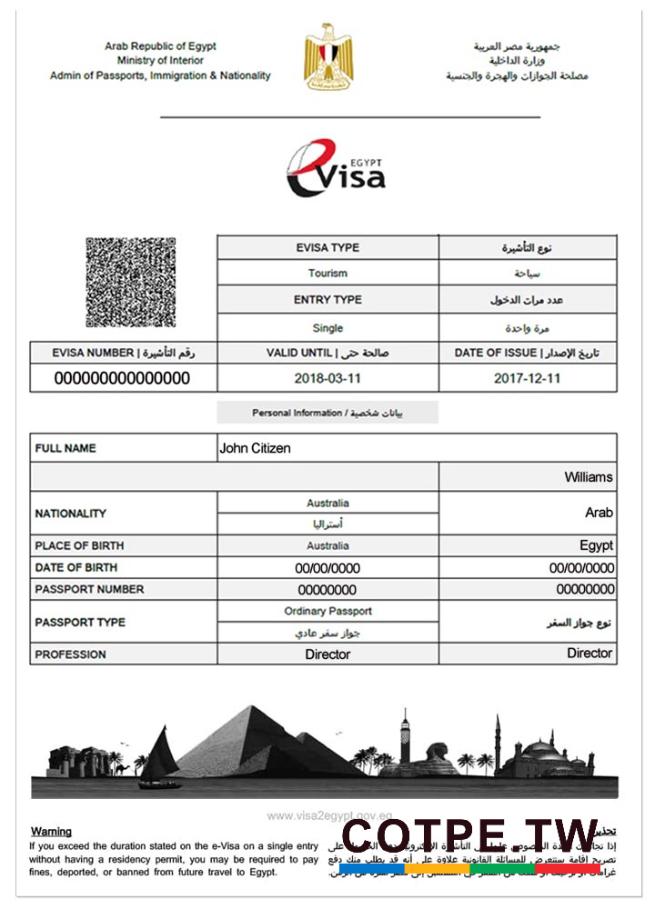 Arab Republic of Egypt
Ministry of Interior
Admin of Passports, Immigration & Nationality
جمهورية مصر العربية
وزارة الداخلية
مصلحة الجوازات والهجرة والجنسية
EGYPT
eVisa
EVISA TYPE نوع التأشيرة
Tourism سياحة
ENTRY TYPE عدد مرات الدخول
Single مرة واحدة
EVISA NUMBER | رقم التأشيرة VALID UNTIL | صالحة حتى DATE OF ISSUE | تاريخ الإصدار
000000000000000 2018-03-11 2017-12-11
Personal Information / بيانات شخصية
FULL NAME John Citizen
Williams
NATIONALITY Australia Arab
أستراليا
PLACE OF BIRTH Australia Egypt
DATE OF BIRTH 00/00/0000 00/00/0000
PASSPORT NUMBER 00000000 00000000
PASSPORT TYPE Ordinary Passport نوع جواز السفر
جواز سفر عادي
PROFESSION Director Director
www.visa2egypt.gov.eg
Warning
If you exceed the duration stated on the e-Visa on a single entry
without having a residency permit, you may be required to pay
fines, deported, or banned from future travel to Egypt.
تحذير
إذا
على
تصريح إقامة ستتعرض للمسائلة القانونية علاوة على أنه قد يطلب منك دفع
COTPE.TW